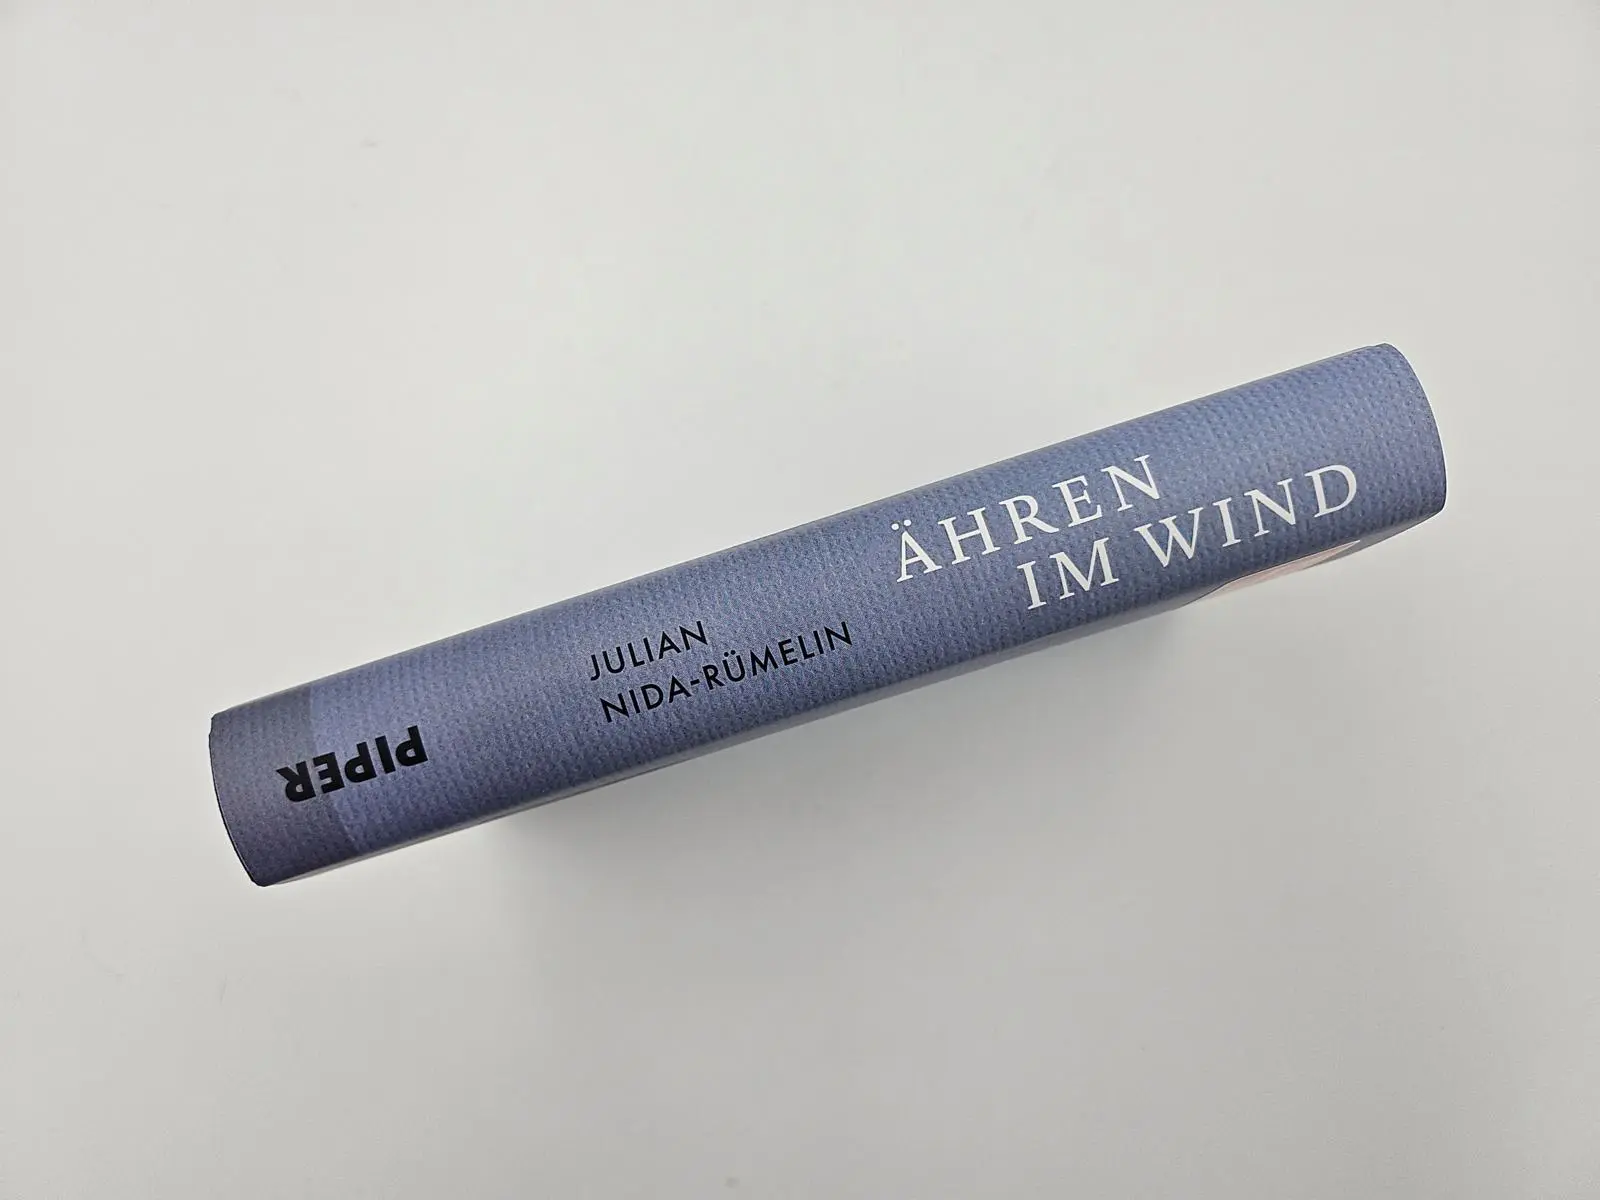 JULIAN
NIDA-RÜMELIN
ÄHREN
IM WIND
PIPER